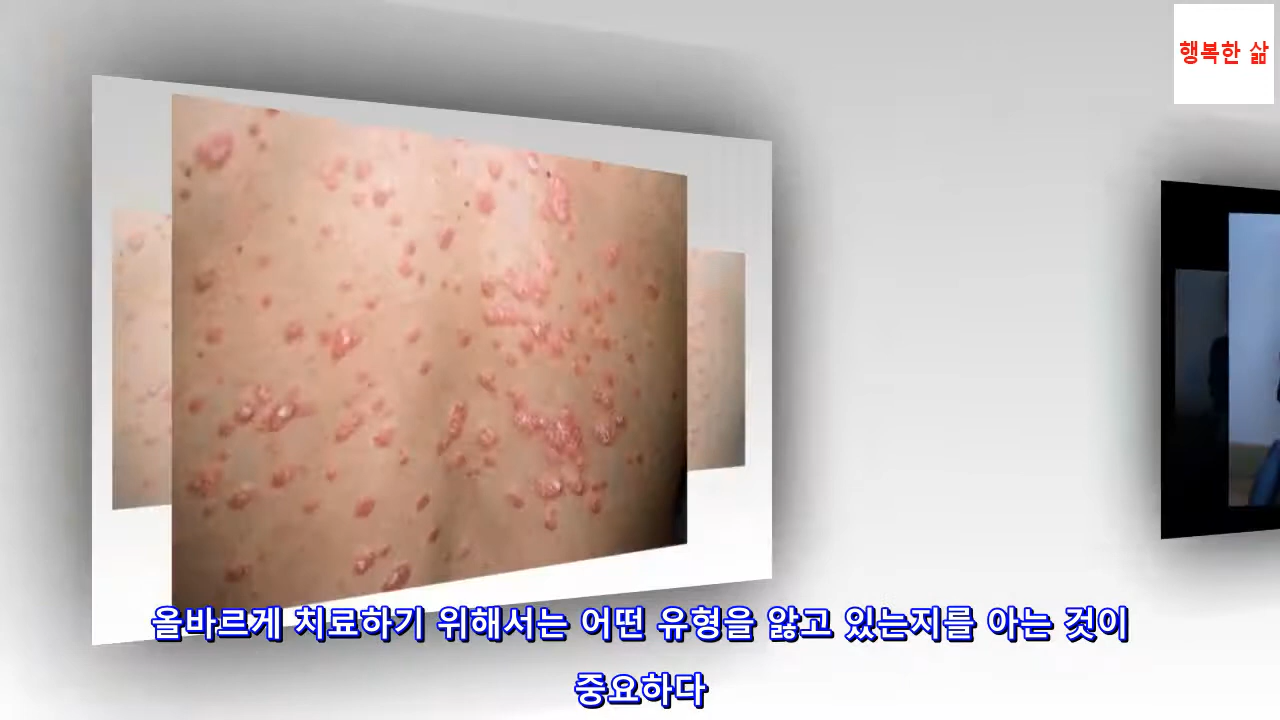 행복한 삶
올바르게 치료하기 위해서는 어떤 유형을 앓고 있는지를 아는 것이
중요하다